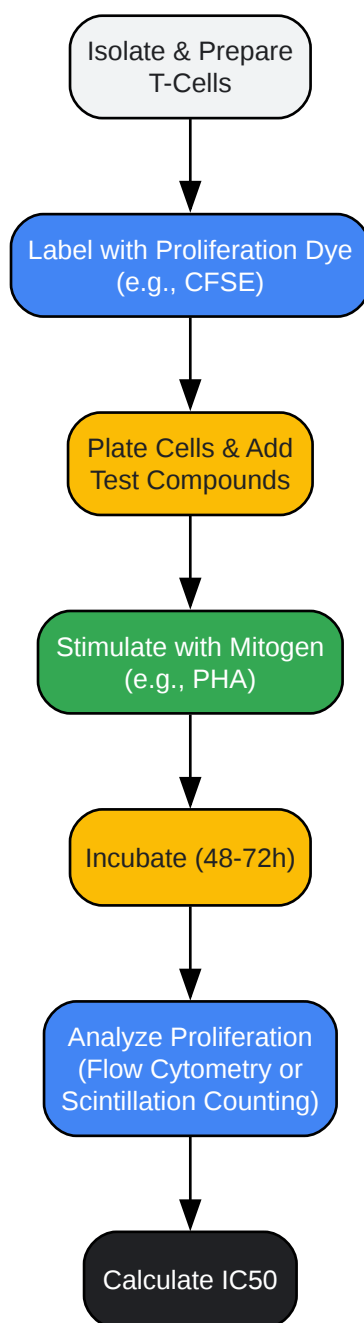 Isolate & Prepare
T-Cells
Label with Proliferation Dye
(e.g., CFSE)
Plate Cells & Add
Test Compounds
Stimulate with Mitogen
(e.g., PHA)
Incubate (48-72h)
Analyze Proliferation
(Flow Cytometry or
Scintillation Counting)
Calculate IC50